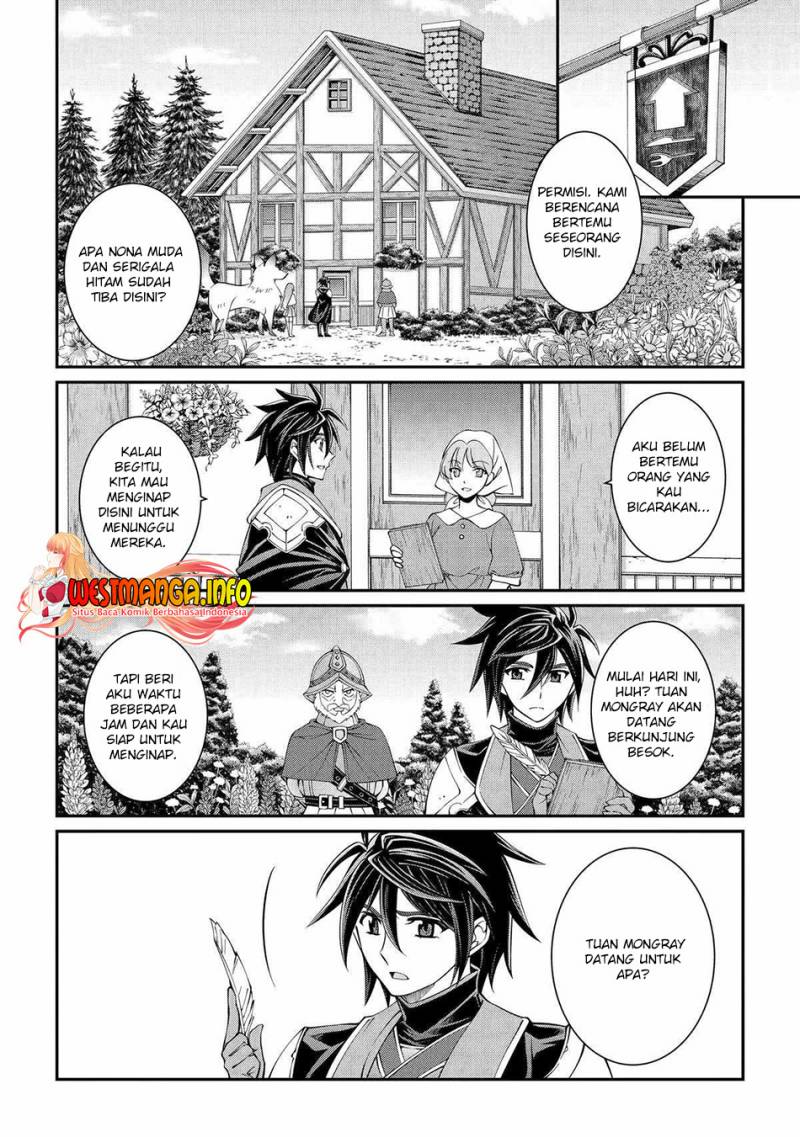 PERMISI. KAMI
BERENCANA
BERTEMU
SESEORANG
DISINI.
APA NONA MUDA
DAN SERIGALA
HITAM SUDAH
TIBA DISINI?
AKU BELUM
BERTEMU
ORANG YANG
KAU
BICARAKAN...
KALAU
BEGITU,
KITA MAU
MENGINAP
DISINI UNTUK
MENUNGGU
MEREKA.
WESTMANGA.INFO
Situs Baca Komik Berbahasa Indonesia
MULAI HARI INI,
HUH? TUAN
MONGRAY AKAN
DATANG
BERKUNJUNG
BESOK.
TAPI BERI
AKU WAKTU
BEBERAPA
JAM DAN KAU
SIAP UNTUK
MENGINAP.
TUAN MONGRAY
DATANG UNTUK
APA?